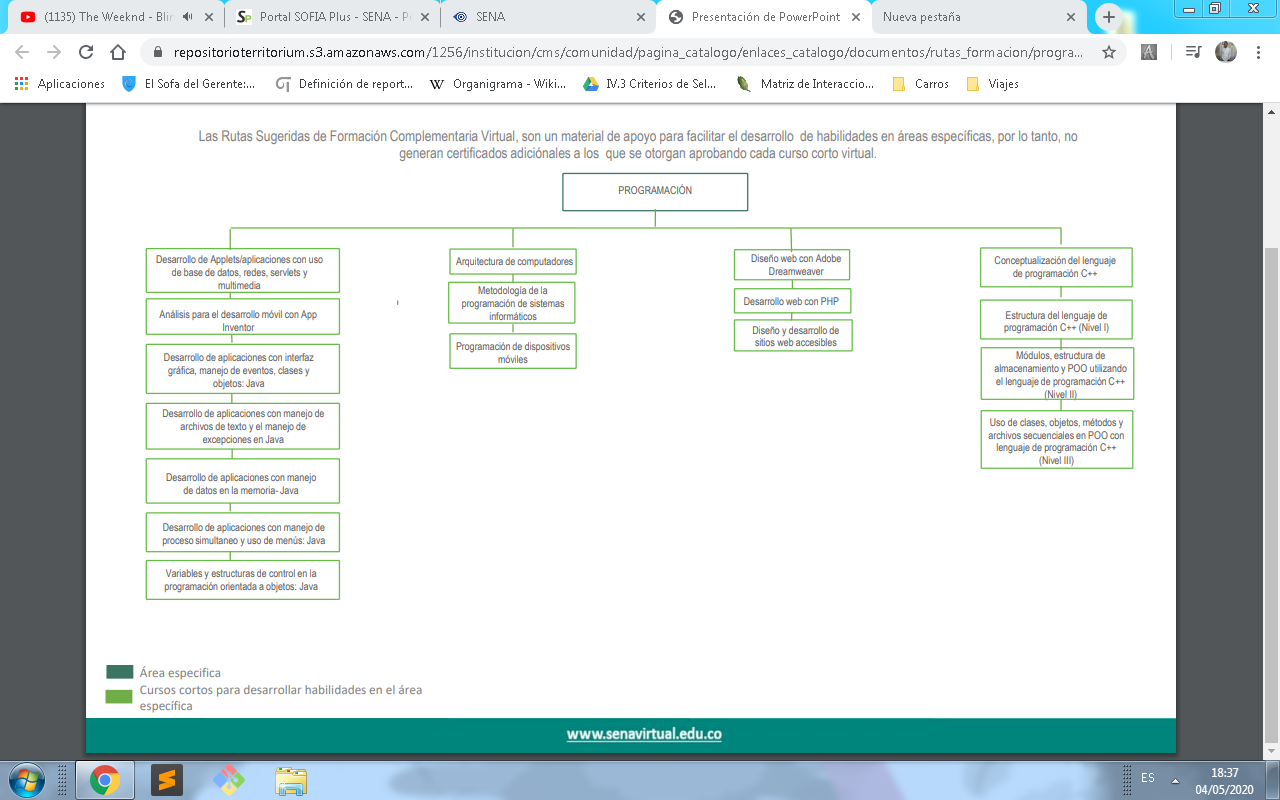 (1135) The Weeknd - Blin
Portal SOFIA Plus - SENA - P
SENA
Presentación de PowerPoint
Nueva pestaña
repositorioterritorium.s3.amazonaws.com/1256/institucion/cms/comunidad/pagina_catalogo/enlaces_catalogo/documentos/rutas_formacion/progra...
Aplicaciones
El Sofa del Gerente:...
Definición de report...
Organigrama - Wiki...
IV.3 Criterios de Sel...
Matriz de Interaccio...
Carros
Viajes
Las Rutas Sugeridas de Formación Complementaria Virtual, son un material de apoyo para facilitar el desarrollo de habilidades en áreas específicas, por lo tanto, no
generan certificados adiciónales a los que se otorgan aprobando cada curso corto virtual.
PROGRAMACIÓN
Desarrollo de Applets/aplicaciones con uso
de base de datos, redes, servlets y
multimedia
Análisis para el desarrollo móvil con App
Inventor
Desarrollo de aplicaciones con interfaz
gráfica, manejo de eventos, clases y
objetos: Java
Desarrollo de aplicaciones con manejo de
archivos de texto y el manejo de
excepciones en Java
Desarrollo de aplicaciones con manejo
de datos en la memoria- Java
Desarrollo de aplicaciones con manejo de
proceso simultaneo y uso de menús: Java
Variables y estructuras de control en la
programación orientada a objetos: Java
Arquitectura de computadores
Metodología de la
programación de sistemas
informáticos
Programación de dispositivos
móviles
Diseño web con Adobe
Dreamweaver
Desarrollo web con PHP
Diseño y desarrollo de
sitios web accesibles
Conceptualización del lenguaje
de programación C++
Estructura del lenguaje de
programación C++ (Nivel I)
Módulos, estructura de
almacenamiento y POO utilizando
el lenguaje de programación C++
(Nivel II)
Uso de clases, objetos, métodos y
archivos secuenciales en POO con
lenguaje de programación C++
(Nivel III)
Área especifica
Cursos cortos para desarrollar habilidades en el área
específica
www.senavirtual.edu.co
ES
18:37
04/05/2020